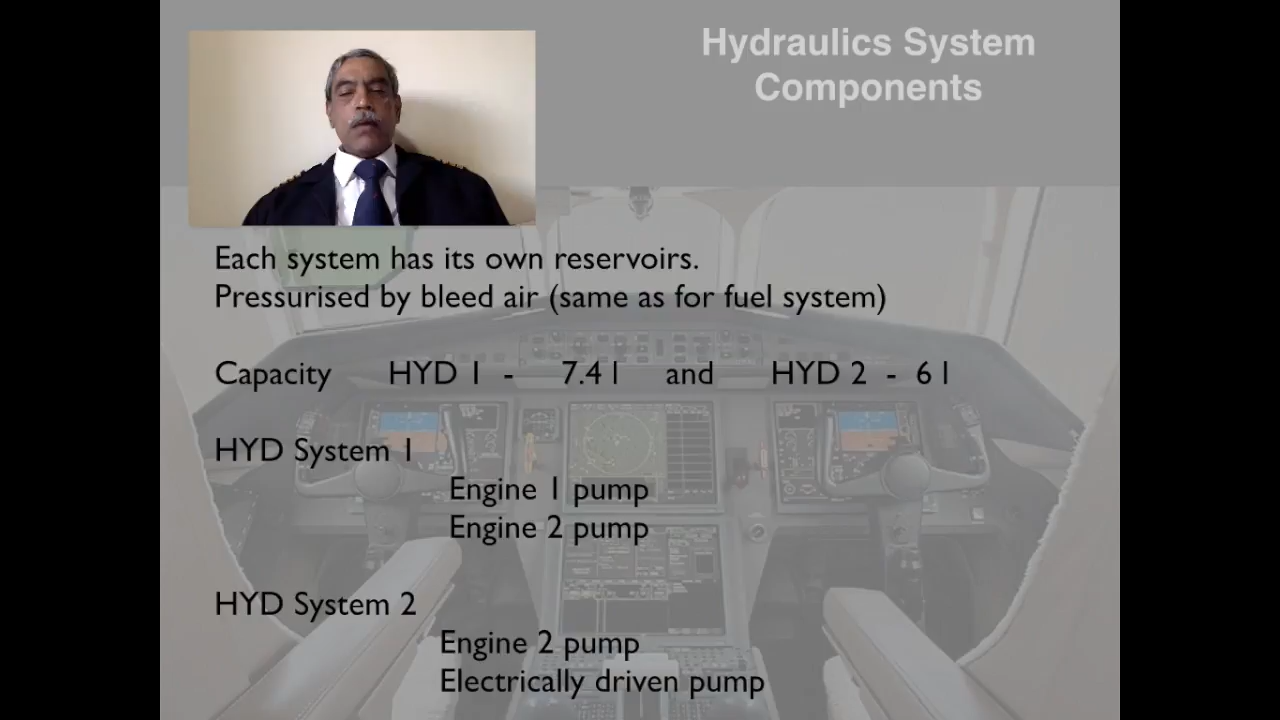 Hydraulics System
Components
Each system has its own reservoirs.
Pressurised by bleed air (same as for fuel system)
Capacity HYD 1 - 7.4 l and HYD 2 - 6 l
HYD System 1
Engine 1 pump
Engine 2 pump
HYD System 2
Engine 2 pump
Electrically driven pump